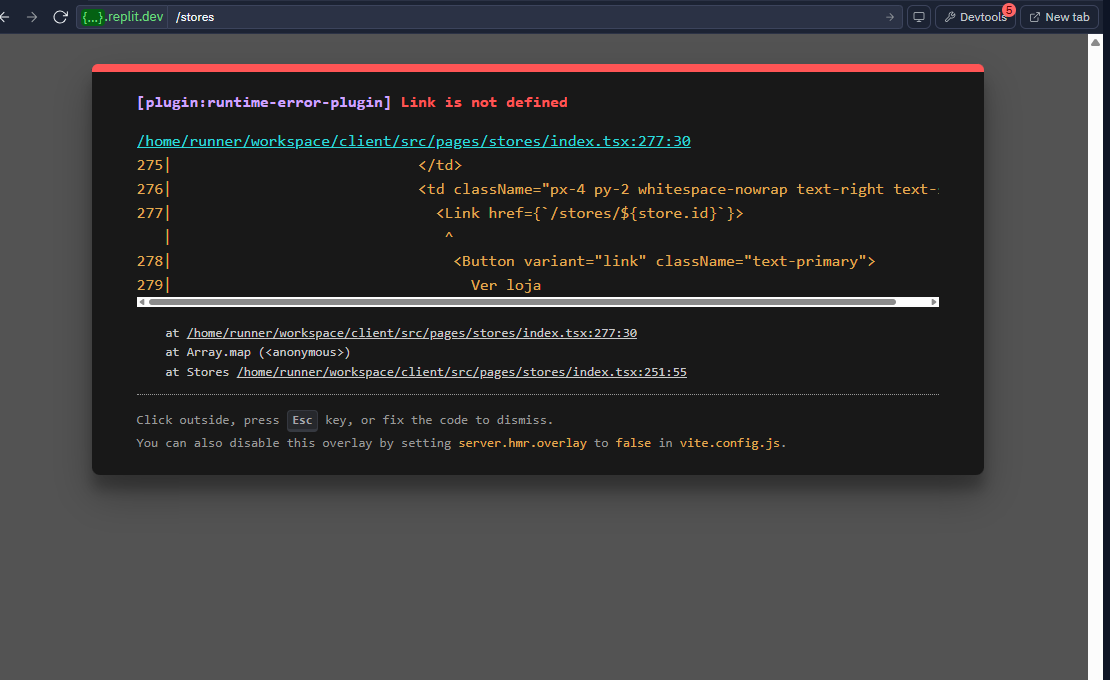 {...}.replit.dev /stores Devtools 5 New tab
[plugin:runtime-error-plugin] Link is not defined
/home/runner/workspace/client/src/pages/stores/index.tsx:277:30
275| </td>
276| <td className="px-4 py-2 whitespace-nowrap text-right text-
277| <Link href={`/stores/${store.id}`}>
| ^
278| <Button variant="link" className="text-primary">
279| Ver loja
at /home/runner/workspace/client/src/pages/stores/index.tsx:277:30
at Array.map (<anonymous>)
at Stores /home/runner/workspace/client/src/pages/stores/index.tsx:251:55
Click outside, press Esc key, or fix the code to dismiss.
You can also disable this overlay by setting server.hmr.overlay to false in vite.config.js.